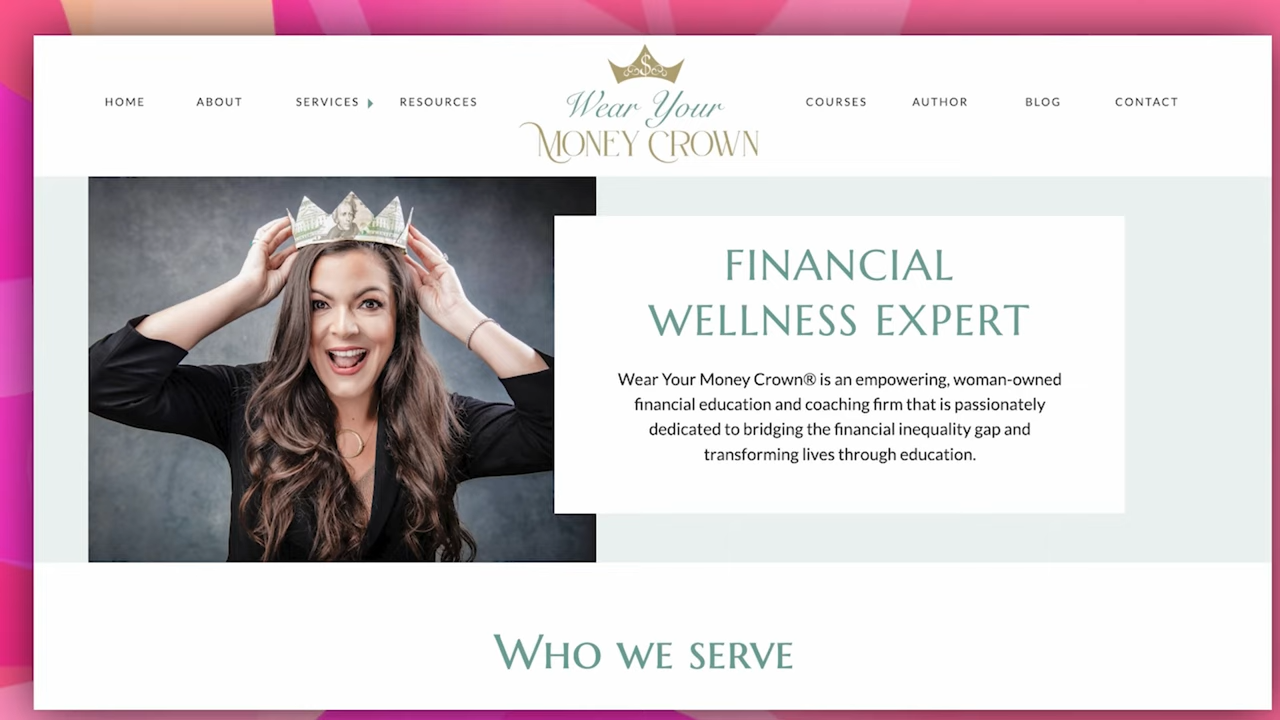 HOME
ABOUT
SERVICES
RESOURCES
$
Wear Your
MONEY CROWN
COURSES
AUTHOR
BLOG
CONTACT
FINANCIAL
WELLNESS EXPERT
Wear Your Money Crown® is an empowering, woman-owned
financial education and coaching firm that is passionately
dedicated to bridging the financial inequality gap and
transforming lives through education.
WHO WE SERVE